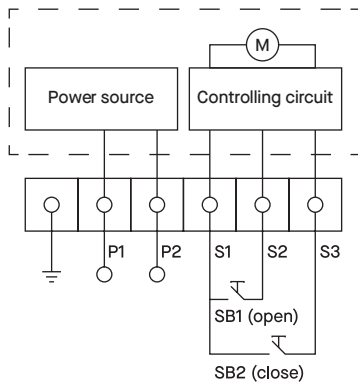 M
Power source
Controlling circuit
P1
P2
S1
S2
S3
SB1 (open)
SB2 (close)